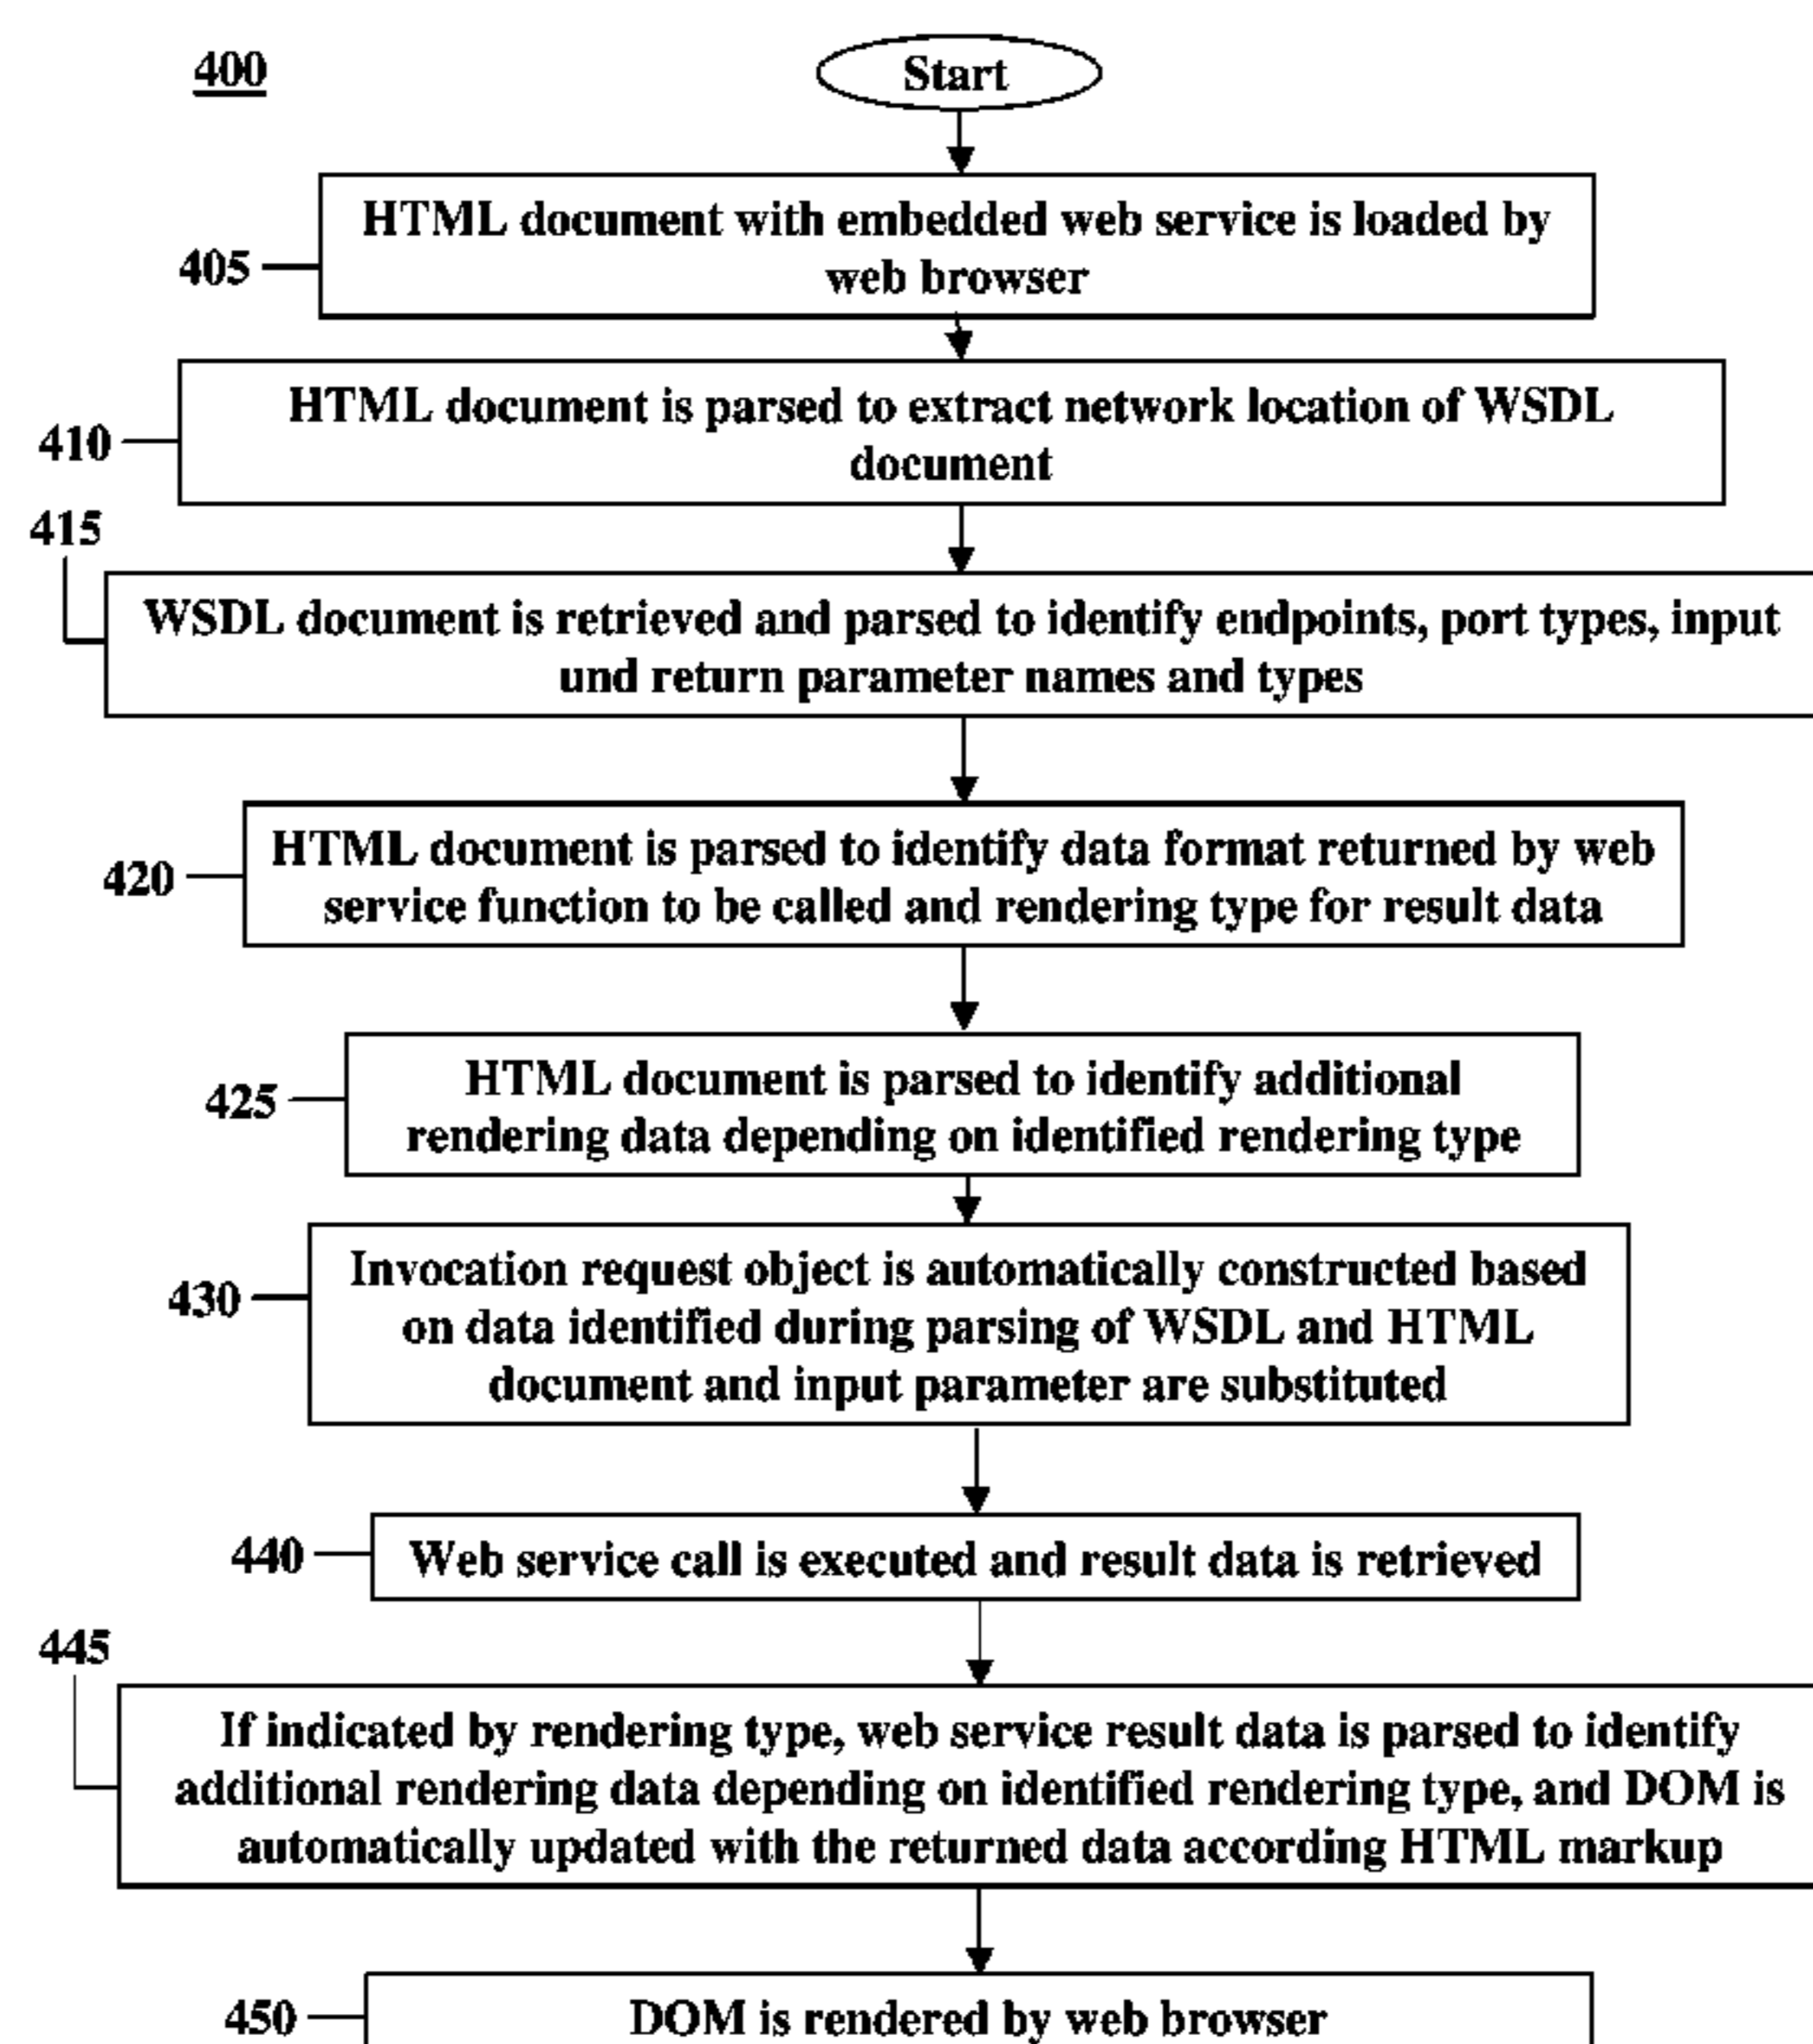 400
Start
HTML document with embedded web service is loaded by
web browser
405
HTML document is parsed to extract network location of WSDL
document
410
415
WSDL document is retrieved and parsed to identify endpoints, port types, input
und return parameter names and types
HTML document is parsed to identify data format returned by web
service function to be called and rendering type for result data
420
HTML document is parsed to identify additional
rendering data depending on identified rendering type
425
Invocation request object is automatically constructed based
on data identified during parsing of WSDL and HTML
document and input parameter are substituted
430
Web service call is executed and result data is retrieved
440
445
If indicated by rendering type, web service result data is parsed to identify
additional rendering data depending on identified rendering type, and DOM is
automatically updated with the returned data according HTML markup
DOM is rendered by web browser
450